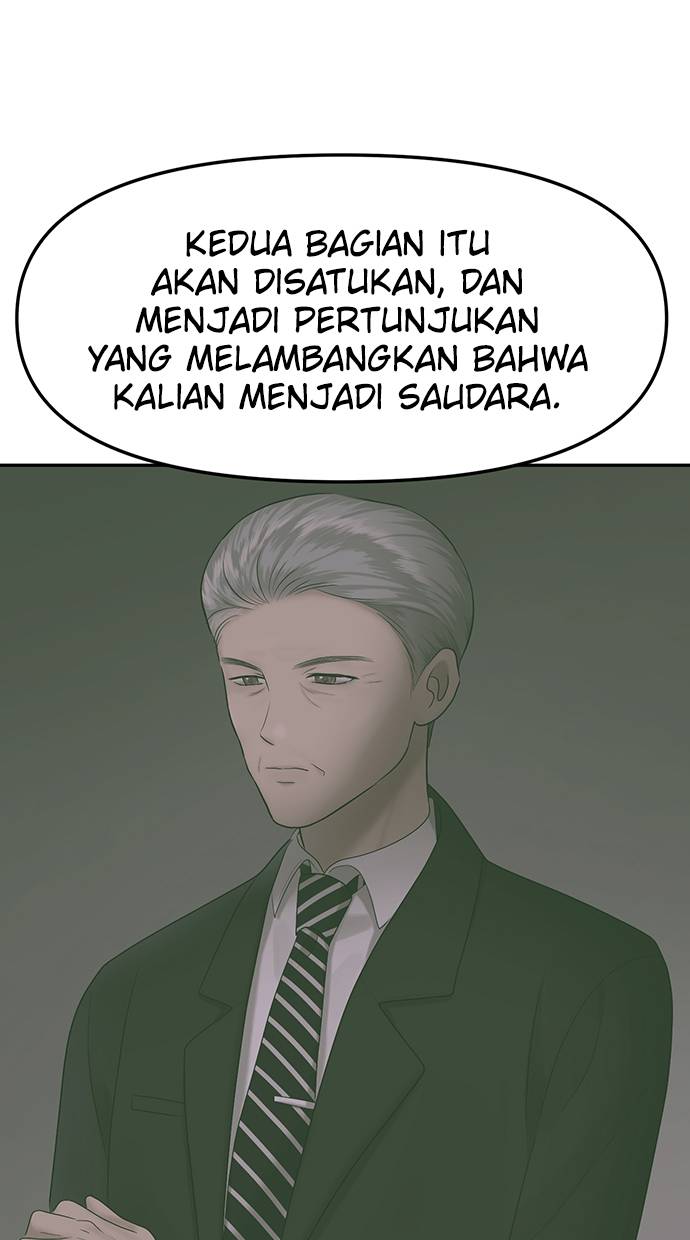 KEDUA BAGIAN ITU
AKAN DISATUKAN, DAN
MENJADI PERTUNJUKAN
YANG MELAMBANGKAN BAHWA
KALIAN MENJADI SAUDARA.